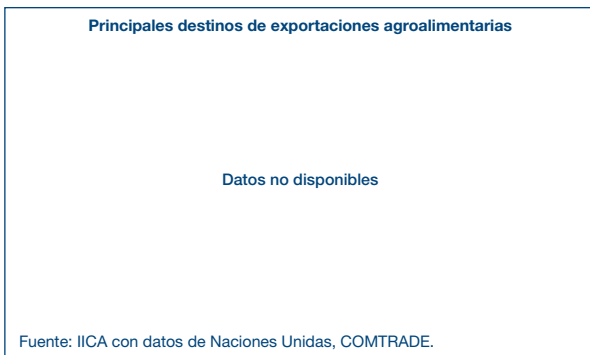 Principales destinos de exportaciones agroalimentarias
Datos no disponibles
Fuente: IICA con datos de Naciones Unidas, COMTRADE.